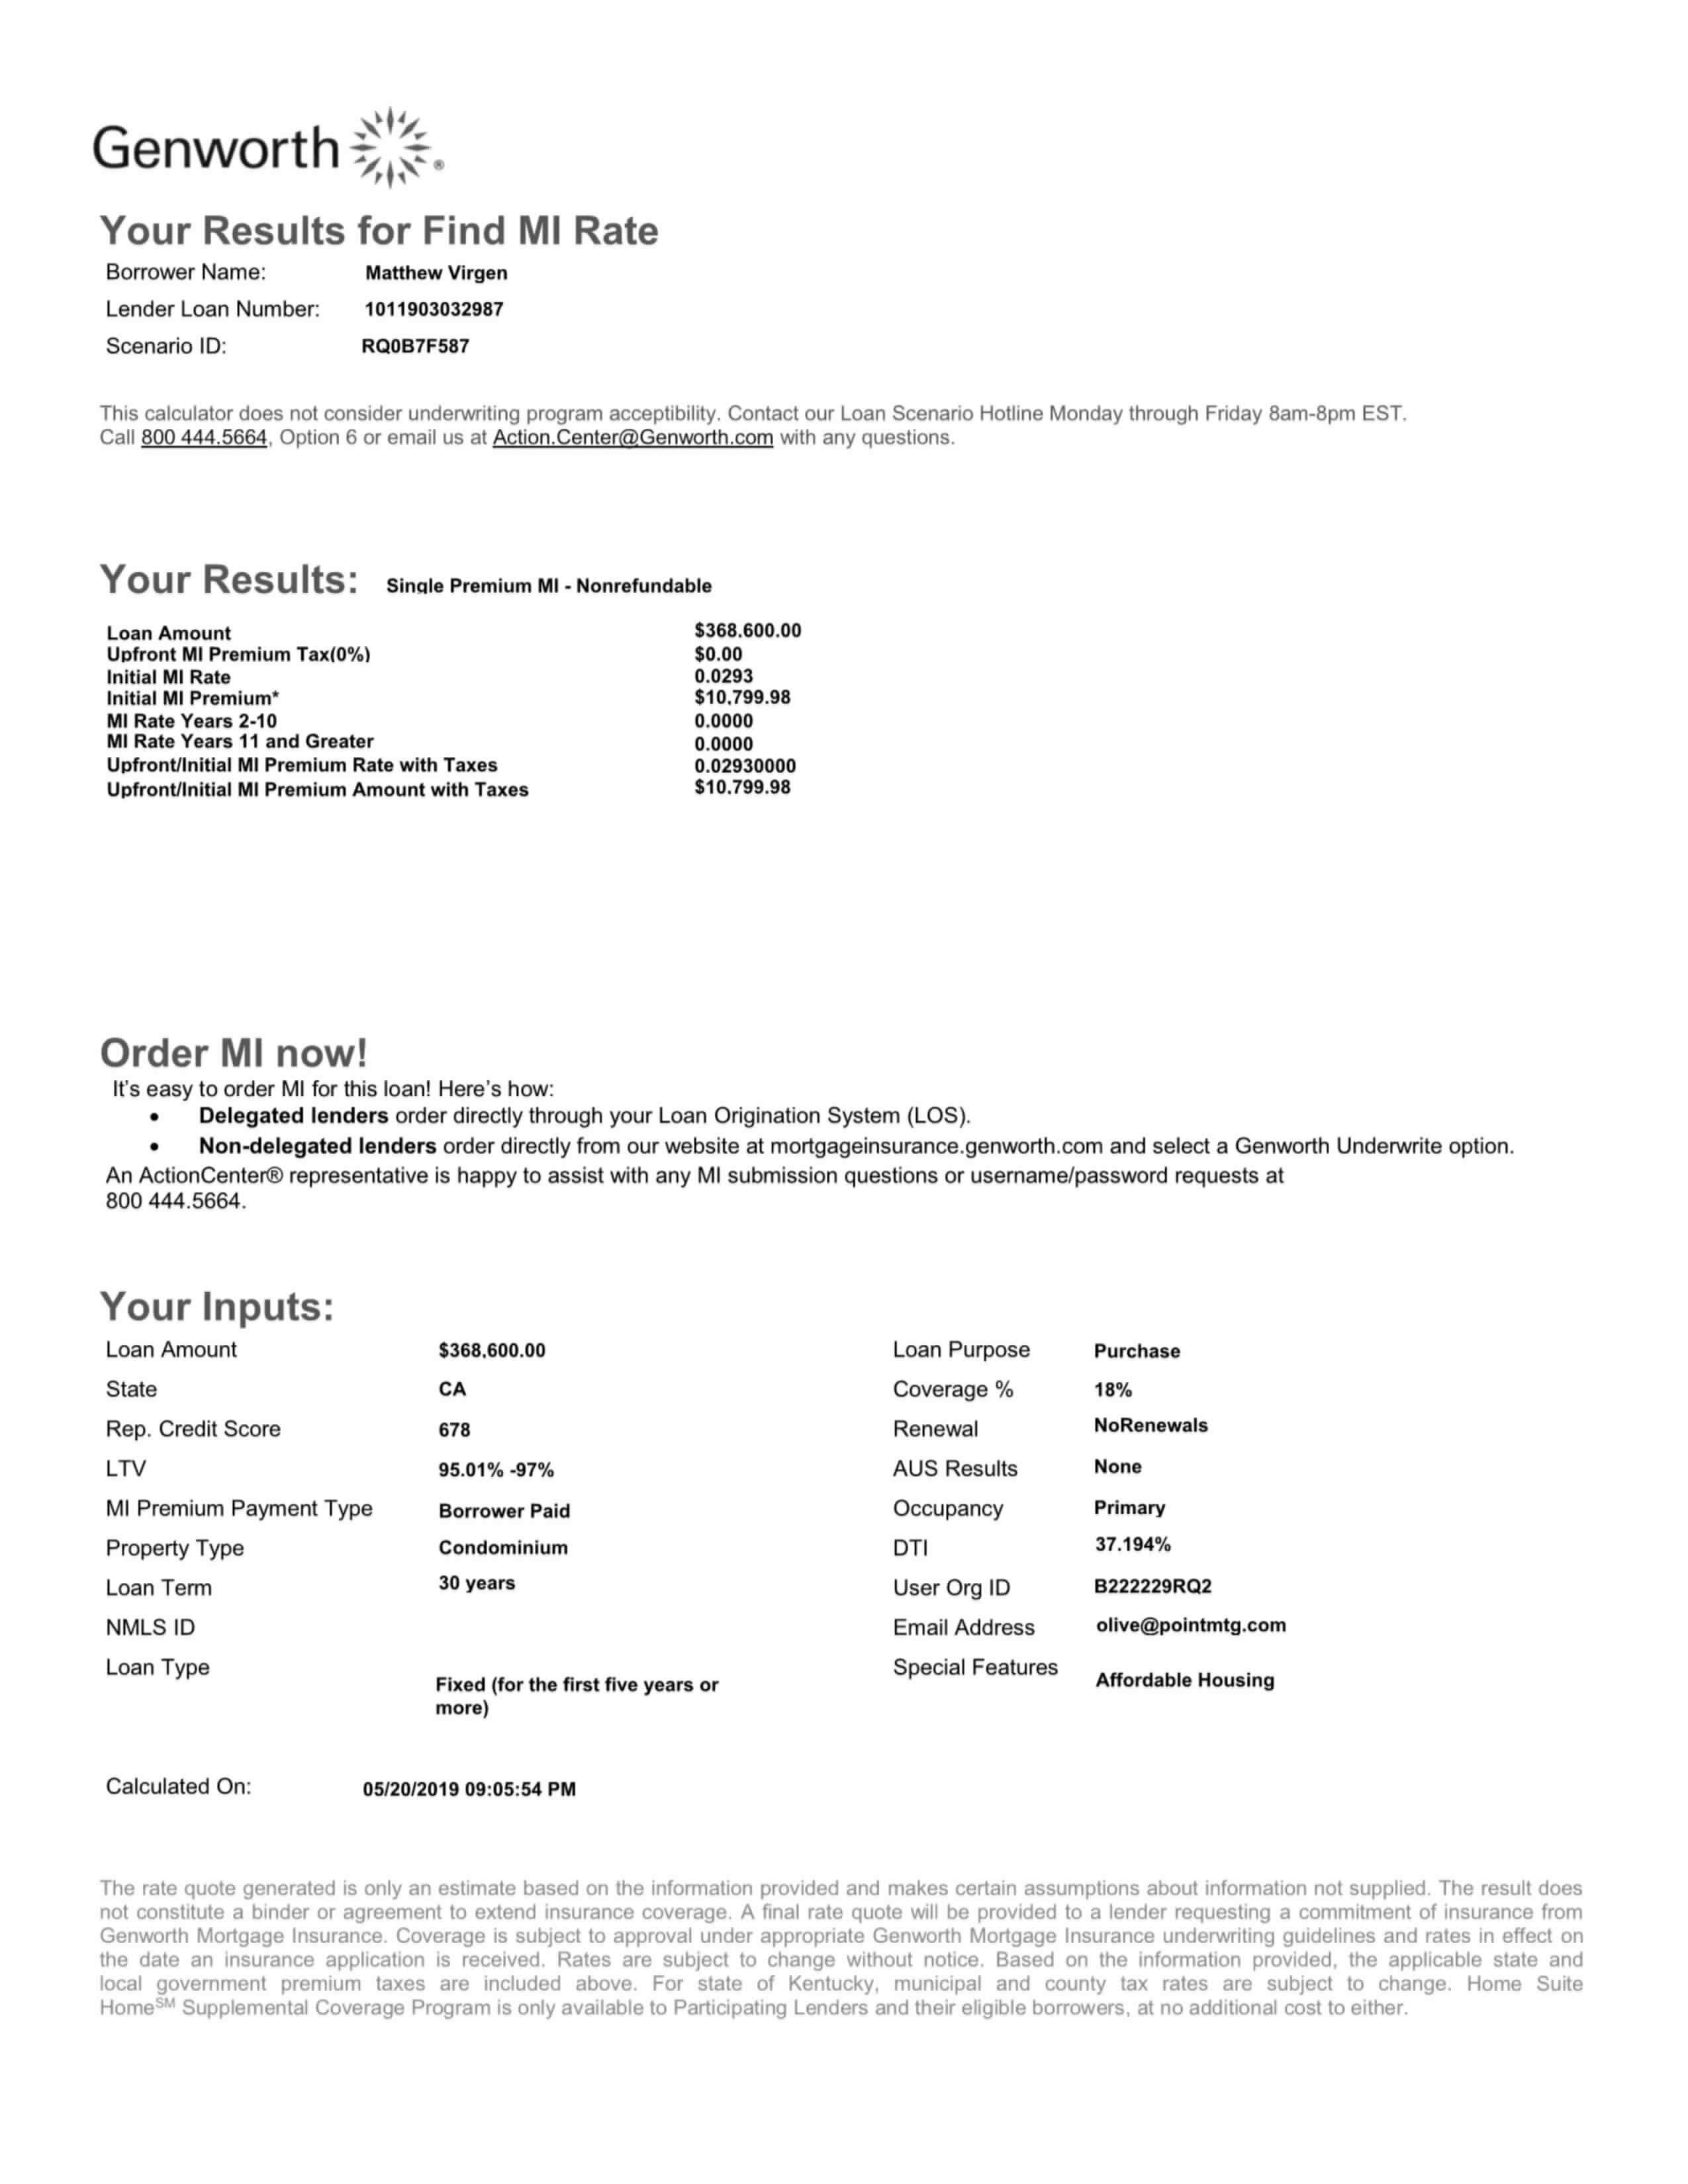 Genworth ®
Your Results for Find MI Rate
Borrower Name: Matthew Virgen
Lender Loan Number: 1011903032987
Scenario ID: RQ0B7F587
This calculator does not consider underwriting program acceptibility. Contact our Loan Scenario Hotline Monday through Friday 8am-8pm EST.
Call 800 444.5664, Option 6 or email us at Action.Center@Genworth.com with any questions.
Your Results: Single Premium MI - Nonrefundable
Loan Amount $368,600.00
Upfront MI Premium Tax(0%) $0.00
Initial MI Rate 0.0293
Initial MI Premium* $10,799.98
MI Rate Years 2-10 0.0000
MI Rate Years 11 and Greater 0.0000
Upfront/Initial MI Premium Rate with Taxes 0.02930000
Upfront/Initial MI Premium Amount with Taxes $10,799.98
Order MI now!
It's easy to order MI for this loan! Here's how:
• Delegated lenders order directly through your Loan Origination System (LOS).
• Non-delegated lenders order directly from our website at mortgageinsurance.genworth.com and select a Genworth Underwrite option.
An ActionCenter® representative is happy to assist with any MI submission questions or username/password requests at
800 444.5664.
Your Inputs:
Loan Amount $368,600.00 Loan Purpose Purchase
State CA Coverage % 18%
Rep. Credit Score 678 Renewal NoRenewals
LTV 95.01% -97% AUS Results None
MI Premium Payment Type Borrower Paid Occupancy Primary
Property Type Condominium DTI 37.194%
Loan Term 30 years User Org ID B222229RQ2
NMLS ID Email Address olive@pointmtg.com
Loan Type Fixed (for the first five years or Special Features Affordable Housing
more)
Calculated On: 05/20/2019 09:05:54 PM
The rate quote generated is only an estimate based on the information provided and makes certain assumptions about information not supplied. The result does
not constitute a binder or agreement to extend insurance coverage. A final rate quote will be provided to a lender requesting a commitment of insurance from
Genworth Mortgage Insurance. Coverage is subject to approval under appropriate Genworth Mortgage Insurance underwriting guidelines and rates in effect on
the date an insurance application is received. Rates are subject to change without notice. Based on the information provided, the applicable state and
local government premium taxes are included above. For state of Kentucky, municipal and county tax rates are subject to change. Home Suite
Home℠ Supplemental Coverage Program is only available to Participating Lenders and their eligible borrowers, at no additional cost to either.